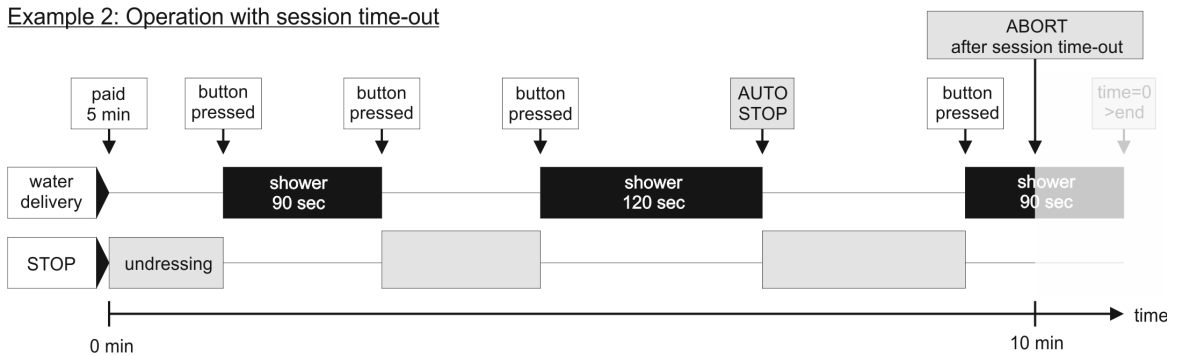 Example 2: Operation with session time-out
ABORT
after session time-out
paid
5 min
button
pressed
button
pressed
button
pressed
AUTO
STOP
button
pressed
time=0
>end
water
delivery
shower
90 sec
shower
120 sec
shower
90 sec
STOP
undressing
time
0 min
10 min